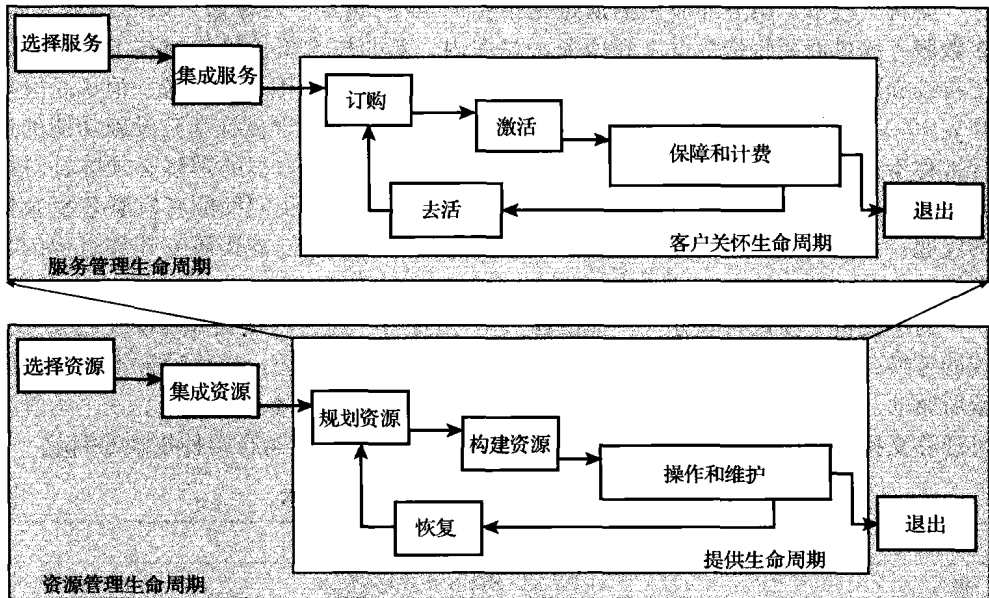 选择服务
集成服务
订购
激活
保障和计费
去活
退出
客户关怀生命周期
服务管理生命周期
选择资源
集成资源
规划资源
构建资源
操作和维护
恢复
退出
提供生命周期
资源管理生命周期